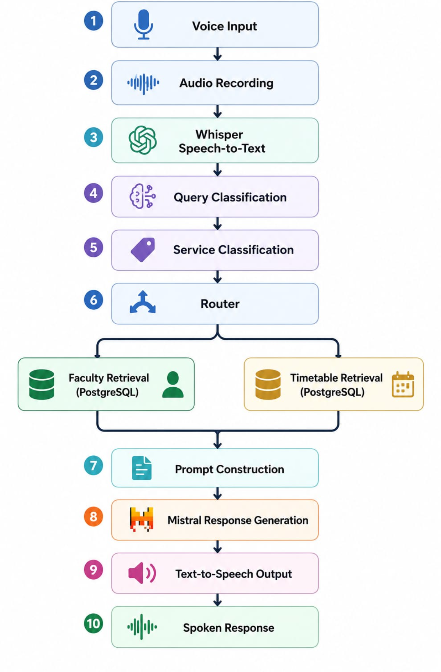 1
Voice Input
2
Audio Recording
3
Whisper
Speech-to-Text
4
Query Classification
5
Service Classification
6
Router
Faculty Retrieval
(PostgreSQL)
Timetable Retrieval
(PostgreSQL)
7
Prompt Construction
8
Mistral Response Generation
9
Text-to-Speech Output
10
Spoken Response